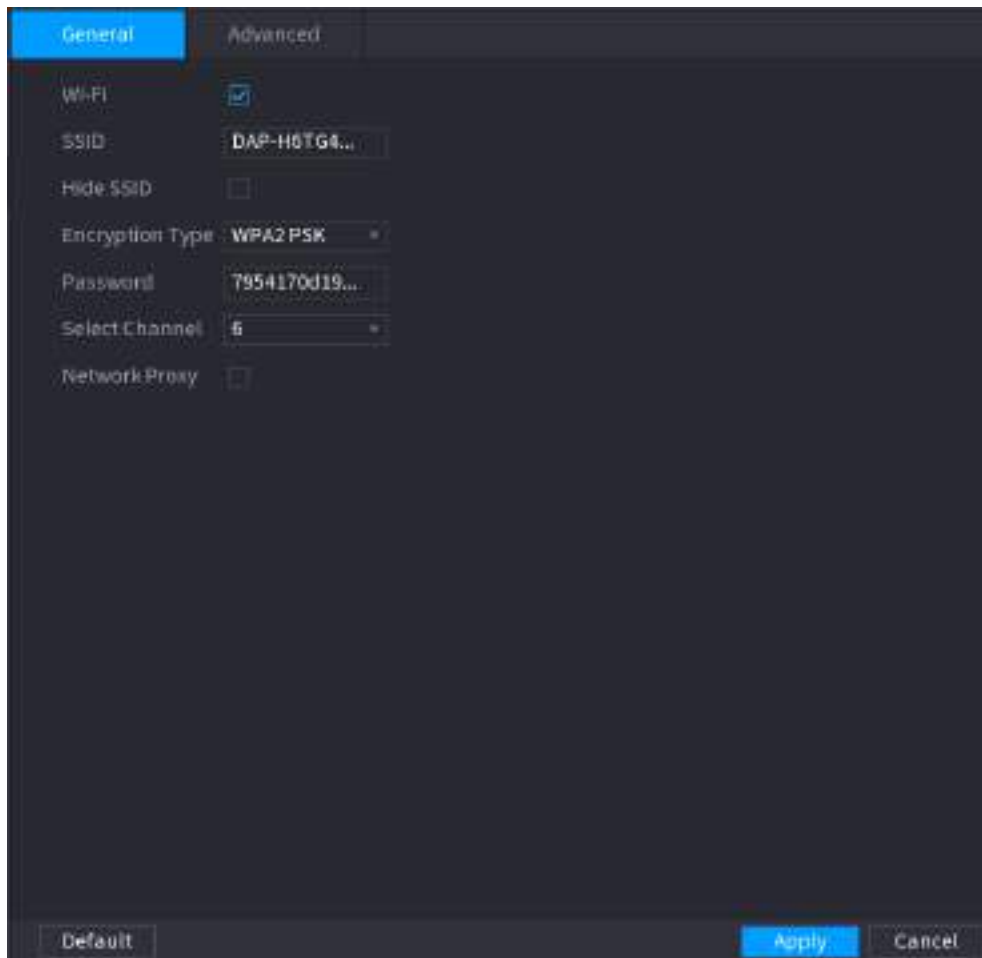 General Advanced
Wi-Fi
SSID DAP-H6TG4...
Hide SSID
Encryption Type WPA2 PSK
Password 7954170d19...
Select Channel 6
Network Proxy
Default Apply Cancel